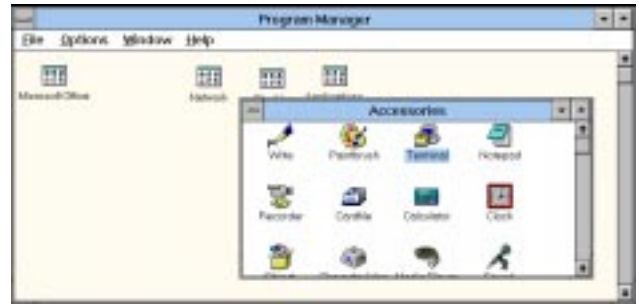 Program Manager
File Options Window Help
Microsoft Office Network
Accessories
Write Paintbrush Terminal Notepad
Recorder Cardfile Calculator Clock